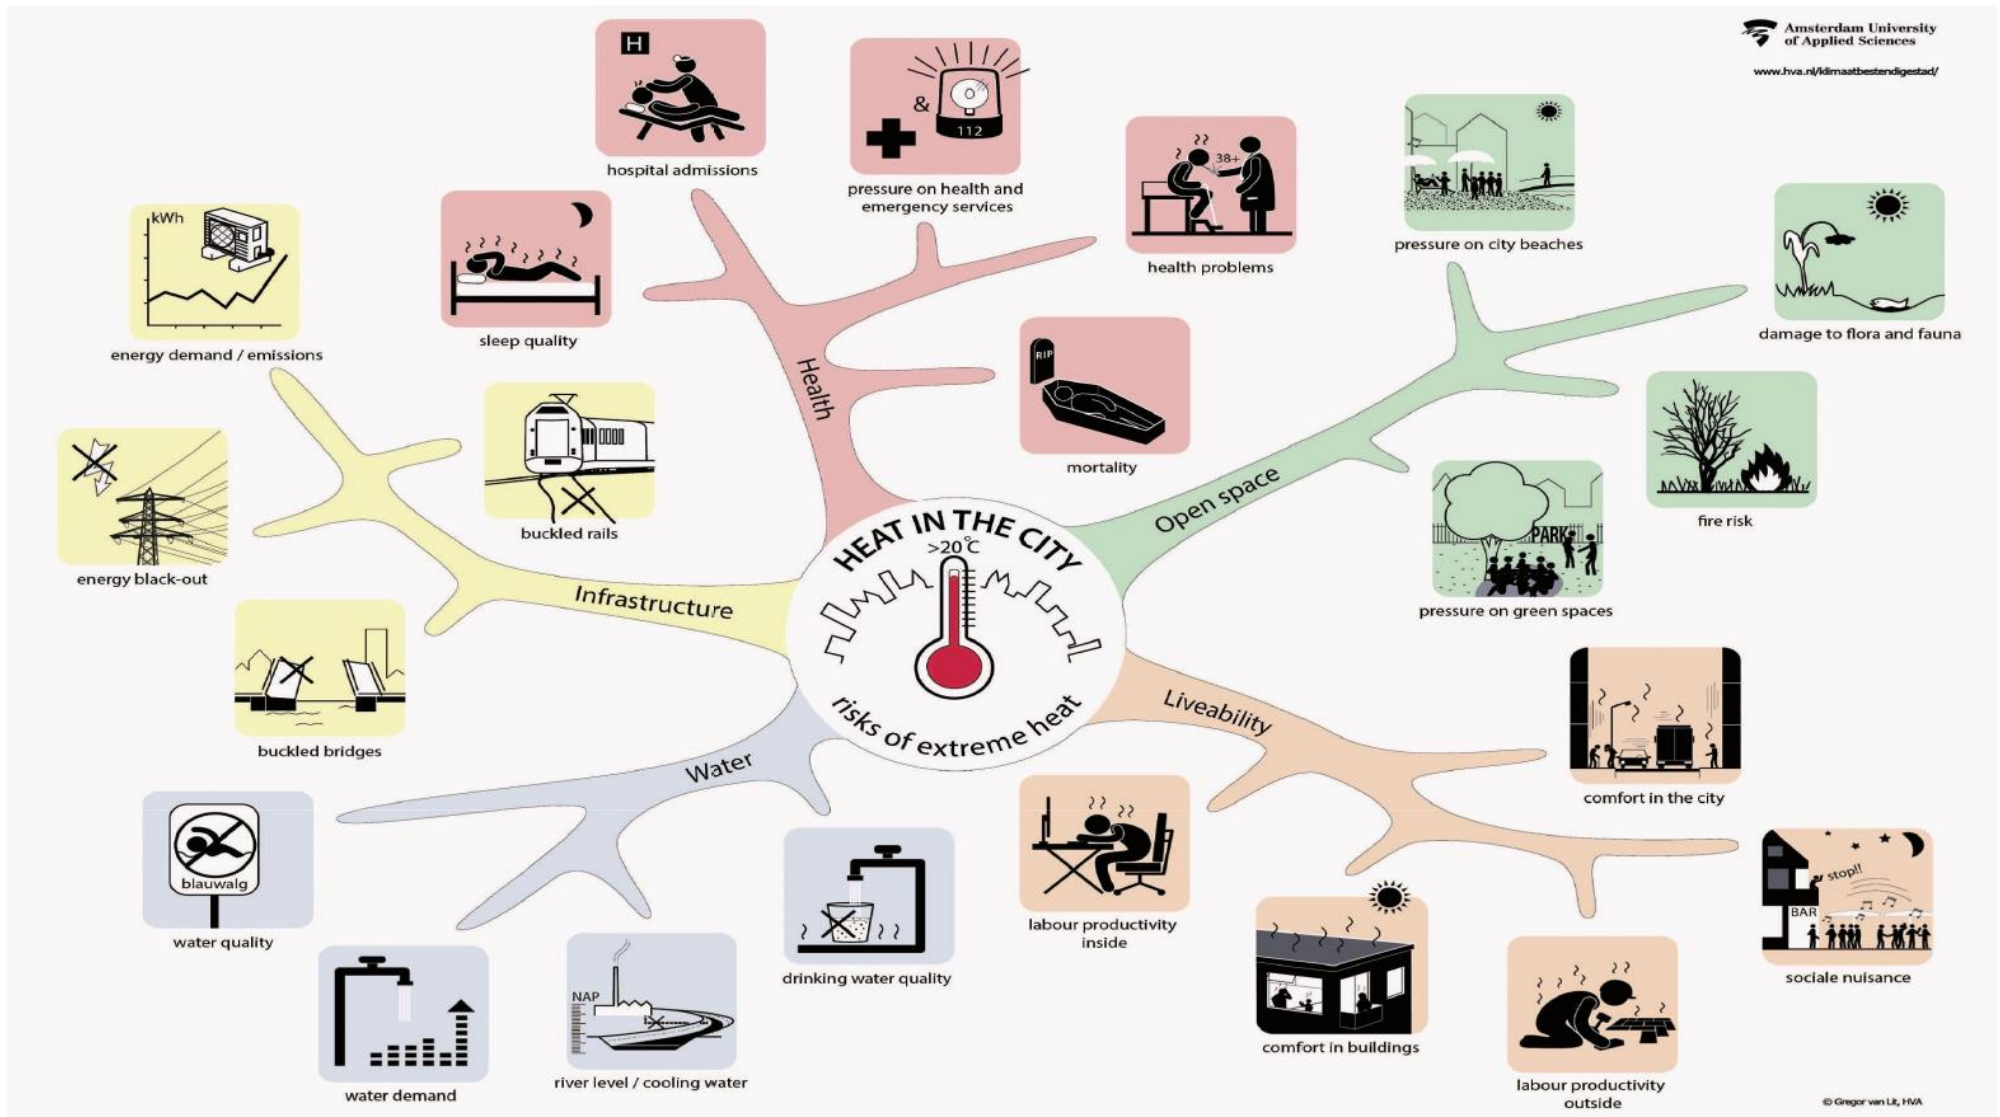 Amsterdam University
of Applied Sciences
www.hva.nl/klimaatbestendigestad/
HEAT IN THE CITY
>20°C
risks of extreme heat
Health
H
hospital admissions
&
112
pressure on health and
emergency services
38+
health problems
sleep quality
RIP
mortality
Open space
pressure on city beaches
damage to flora and fauna
fire risk
PARK
pressure on green spaces
Infrastructure
kWh
energy demand / emissions
buckled rails
energy black-out
buckled bridges
Water
blauwalg
water quality
water demand
NAP
river level / cooling water
drinking water quality
Liveability
labour productivity
inside
comfort in the city
comfort in buildings
stop!!
BAR
sociale nuisance
labour productivity
outside
© Gregor van Lit, HVA